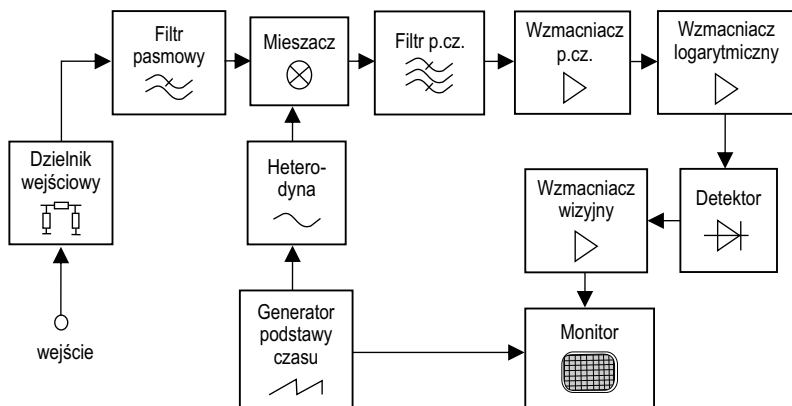 Filtr
pasmowy
Mieszacz
Filtr p.cz.
Wzmacniacz
p.cz.
Wzmacniacz
logarytmiczny
Dzielnik
wejściowy
Hetero-
dyna
Wzmacniacz
wizyjny
Detektor
Generator
podstawy
czasu
Monitor
wejście